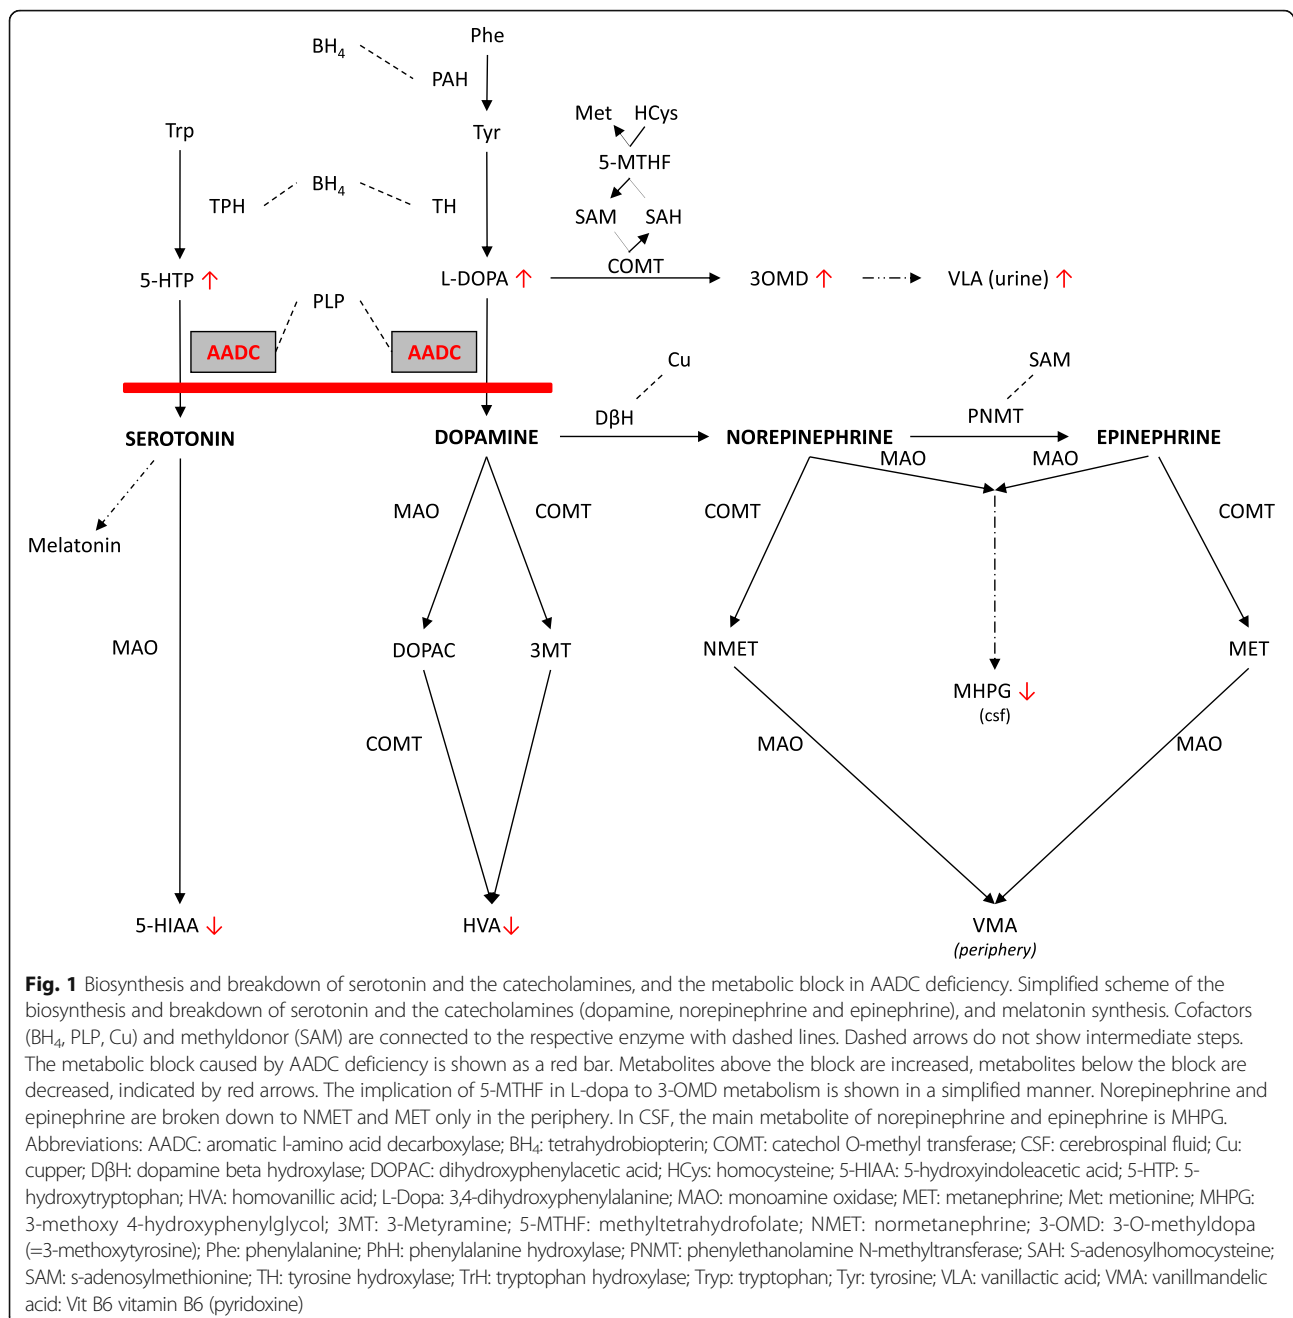 Phe
BH₄
PAH
Met HCys
Trp
Tyr
5-MTHF
BH₄
TPH
TH
SAM SAH
COMT
5-HTP ↑
L-DOPA ↑
3OMD ↑
VLA (urine) ↑
PLP
AADC
AADC
Cu
SAM
DβH
PNMT
SEROTONIN
DOPAMINE
NOREPINEPHRINE
EPINEPHRINE
MAO
MAO
MAO
COMT
COMT
COMT
Melatonin
MAO
DOPAC
3MT
NMET
MET
MHPG ↓
(csf)
COMT
MAO
MAO
5-HIAA ↓
HVA↓
VMA
(periphery)
Fig. 1 Biosynthesis and breakdown of serotonin and the catecholamines, and the metabolic block in AADC deficiency. Simplified scheme of the
biosynthesis and breakdown of serotonin and the catecholamines (dopamine, norepinephrine and epinephrine), and melatonin synthesis. Cofactors
(BH₄, PLP, Cu) and methyldonor (SAM) are connected to the respective enzyme with dashed lines. Dashed arrows do not show intermediate steps.
The metabolic block caused by AADC deficiency is shown as a red bar. Metabolites above the block are increased, metabolites below the block are
decreased, indicated by red arrows. The implication of 5-MTHF in L-dopa to 3-OMD metabolism is shown in a simplified manner. Norepinephrine and
epinephrine are broken down to NMET and MET only in the periphery. In CSF, the main metabolite of norepinephrine and epinephrine is MHPG.
Abbreviations: AADC: aromatic l-amino acid decarboxylase; BH₄: tetrahydrobiopterin; COMT: catechol O-methyl transferase; CSF: cerebrospinal fluid; Cu:
cupper; DβH: dopamine beta hydroxylase; DOPAC: dihydroxyphenylacetic acid; HCys: homocysteine; 5-HIAA: 5-hydroxyindoleacetic acid; 5-HTP: 5-
hydroxytryptophan; HVA: homovanillic acid; L-Dopa: 3,4-dihydroxyphenylalanine; MAO: monoamine oxidase; MET: metanephrine; Met: metionine; MHPG:
3-methoxy 4-hydroxyphenylglycol; 3MT: 3-Metyramine; 5-MTHF: methyltetrahydrofolate; NMET: normetanephrine; 3-OMD: 3-O-methyldopa
(=3-methoxytyrosine); Phe: phenylalanine; PhH: phenylalanine hydroxylase; PNMT: phenylethanolamine N-methyltransferase; SAH: S-adenosylhomocysteine;
SAM: s-adenosylmethionine; TH: tyrosine hydroxylase; TrH: tryptophan hydroxylase; Tryp: tryptophan; Tyr: tyrosine; VLA: vanillactic acid; VMA: vanillmandelic
acid: Vit B6 vitamin B6 (pyridoxine)